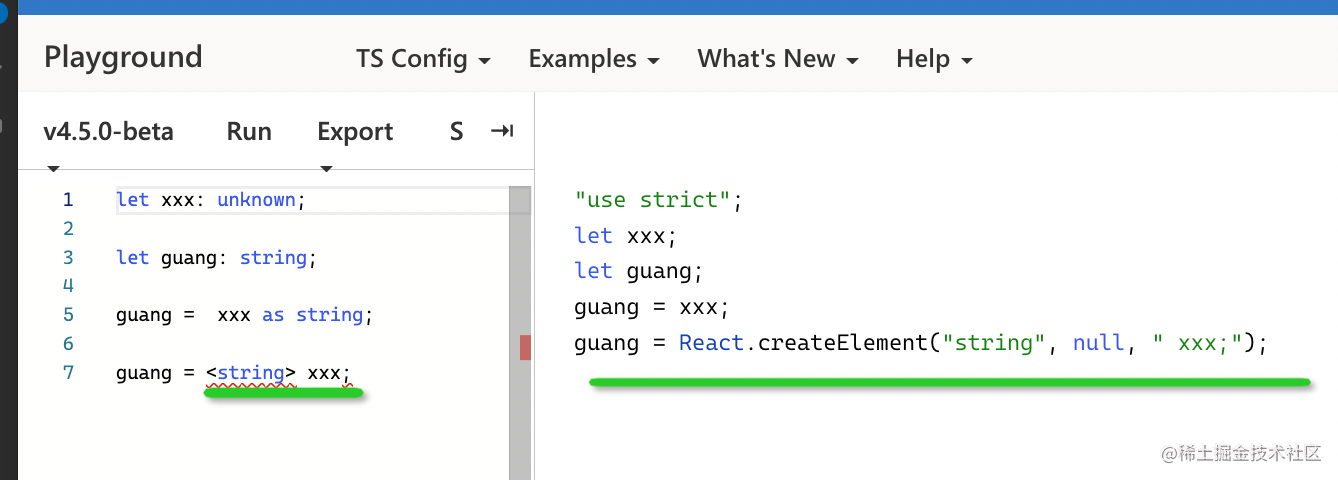 Playground TS Config Examples What's New Help
v4.5.0-beta Run Export S
1 let xxx: unknown;
2
3 let guang: string;
4
5 guang =  xxx as string;
6
7 guang = <string> xxx;
"use strict";
let xxx;
let guang;
guang = xxx;
guang = React.createElement("string", null, " xxx;");
@稀土掘金技术社区